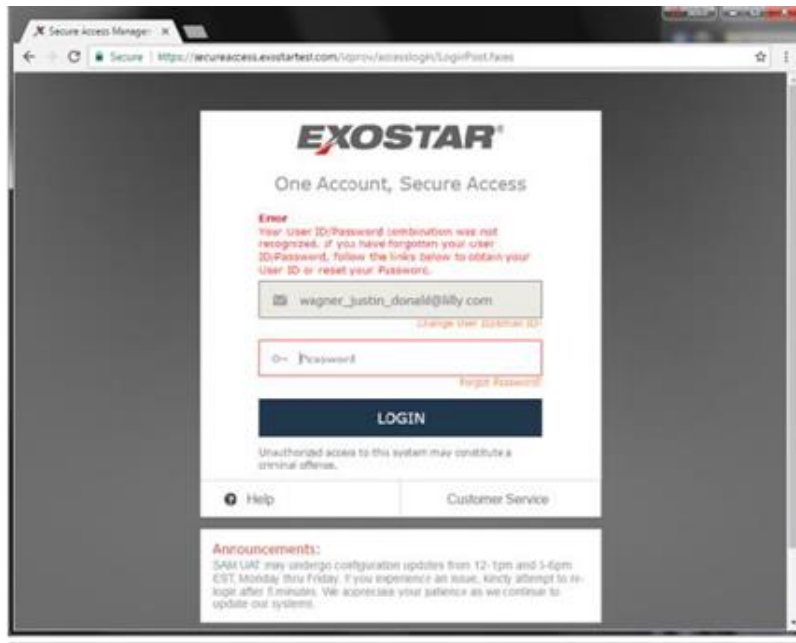 Secure Access Manager
Secure https://secureaccess.exostartest.com/iqprov/accesslogin/LoginPost.faces
EXOSTAR®
One Account, Secure Access
Error
Your User ID/Password combination was not
recognized. If you have forgotten your user
ID/Password, follow the links below to obtain your
User ID or reset your Password.
wagner_justin_donald@lilly.com
Change User ID/Email ID?
Password
Forgot Password?
LOGIN
Unauthorized access to this system may constitute a
criminal offense.
Help
Customer Service
Announcements:
SAM UAT may undergo configuration updates from 12-1pm and 5-6pm
EST, Monday thru Friday. If you experience an issue, kindly attempt to re-
login after 5 minutes. We appreciate your patience as we continue to
update our systems.